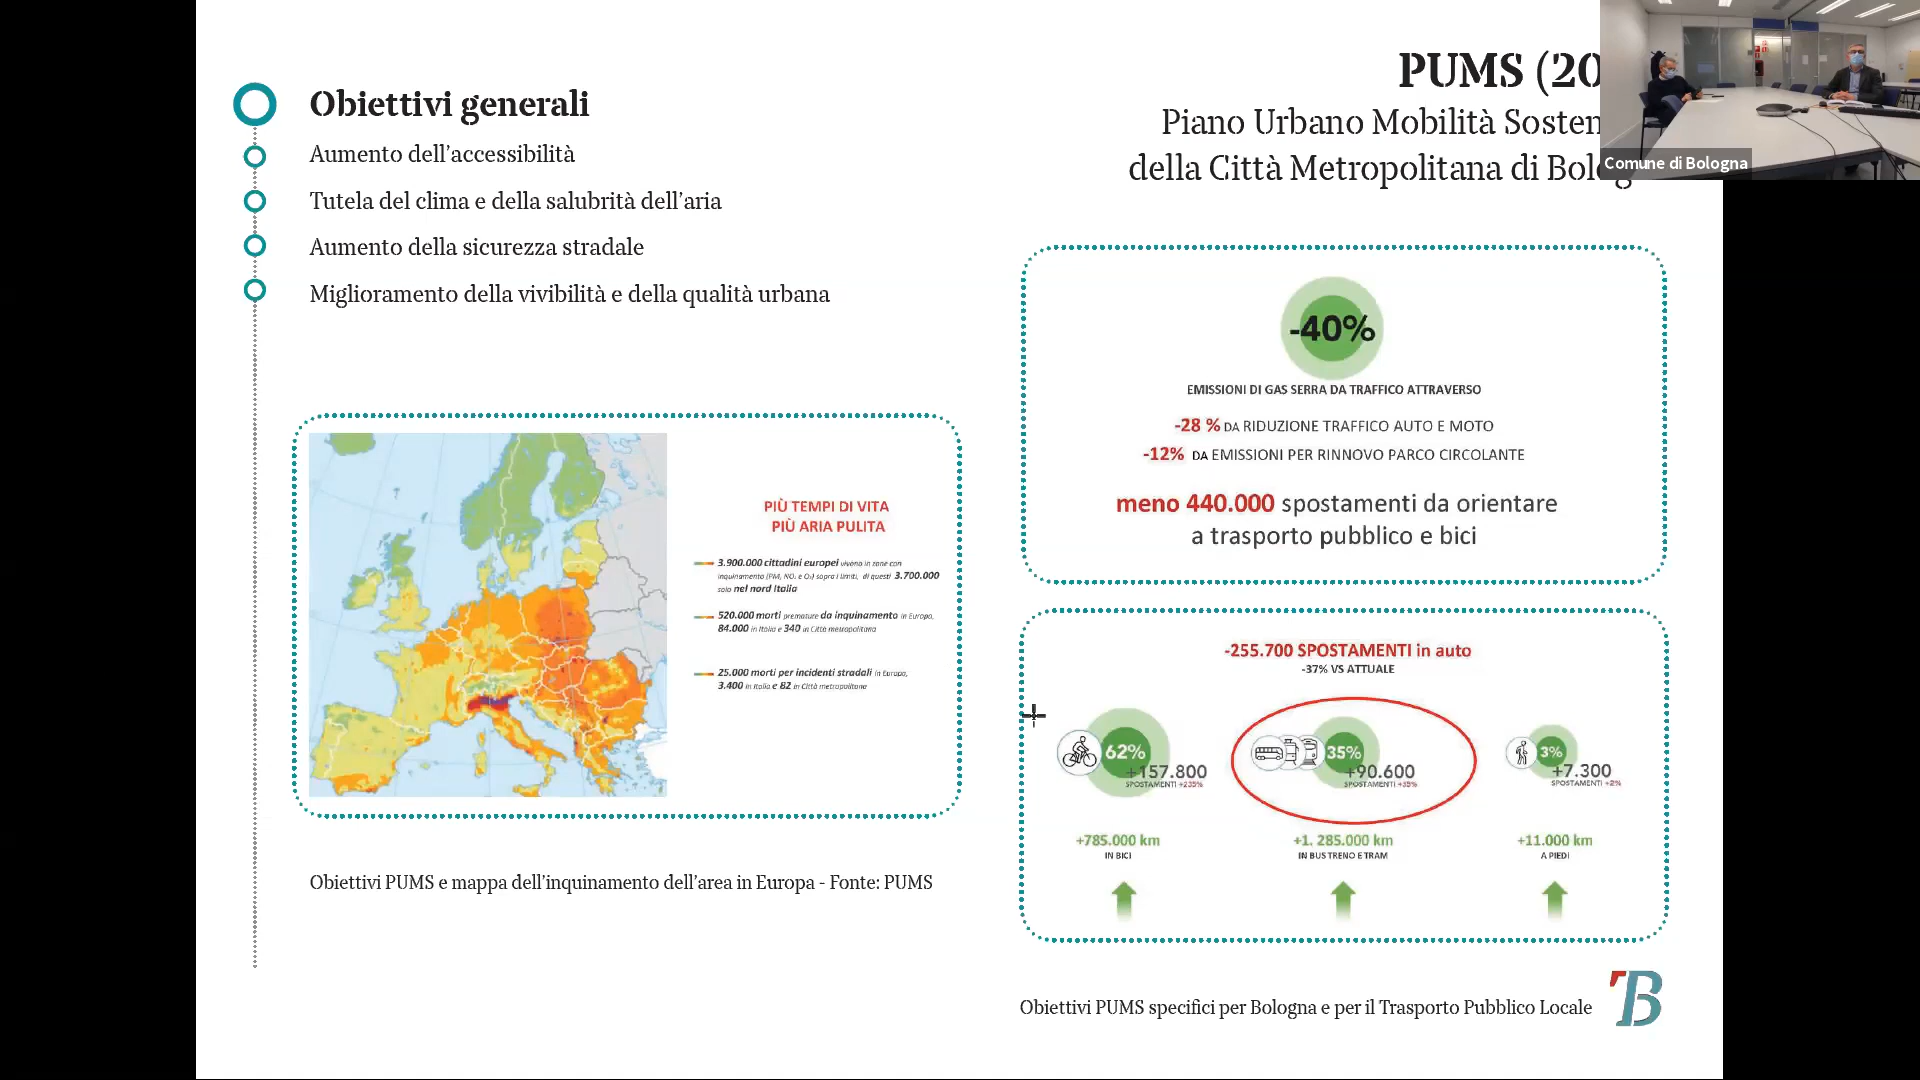 Obiettivi generali
Aumento dell'accessibilità
Tutela del clima e della salubrità dell'aria
Aumento della sicurezza stradale
Miglioramento della vivibilità e della qualità urbana
PIÙ TEMPI DI VITA
PIÙ ARIA PULITA
3.900.000 cittadini europei vivono in zone con
inquinamento (PM, NOₓ e O₃) sopra i limiti, di questi 3.700.000
solo nel nord Italia
520.000 morti premature da inquinamento in Europa,
84.000 in Italia e 340 in Città metropolitana
25.000 morti per incidenti stradali in Europa,
3.400 in Italia e 82 in Città metropolitana
Obiettivi PUMS e mappa dell'inquinamento dell'area in Europa - Fonte: PUMS
PUMS (20
Piano Urbano Mobilità Sosten
della Città Metropolitana di Bolog
Comune di Bologna
-40%
EMISSIONI DI GAS SERRA DA TRAFFICO ATTRAVERSO
-28 % DA RIDUZIONE TRAFFICO AUTO E MOTO
-12% DA EMISSIONI PER RINNOVO PARCO CIRCOLANTE
meno 440.000 spostamenti da orientare
a trasporto pubblico e bici
-255.700 SPOSTAMENTI in auto
-37% VS ATTUALE
62%
+157.800
SPOSTAMENTI +235%
35%
+90.600
SPOSTAMENTI +35%
3%
+7.300
SPOSTAMENTI +2%
+785.000 km
IN BICI
+1. 285.000 km
IN BUS TRENO E TRAM
+11.000 km
A PIEDI
Obiettivi PUMS specifici per Bologna e per il Trasporto Pubblico Locale
TB